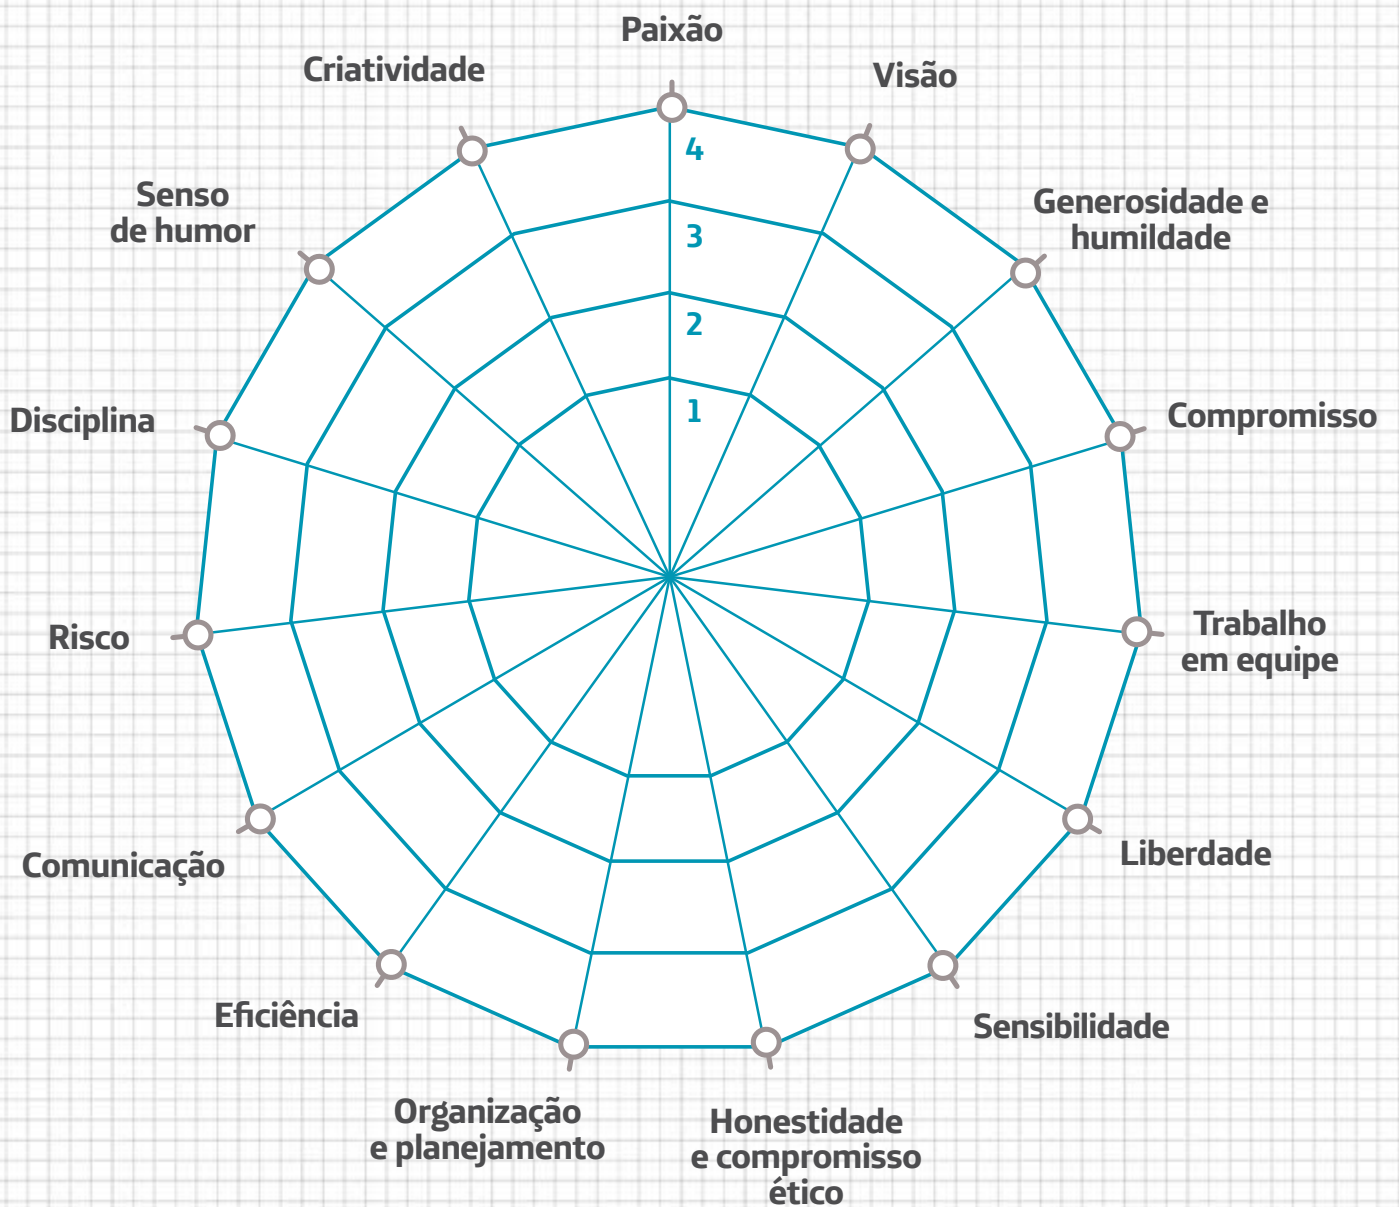 Paixão
Visão
Generosidade e
humildade
Compromisso
Trabalho
em equipe
Liberdade
Sensibilidade
Honestidade
e compromisso
ético
Organização
e planejamento
Eficiência
Comunicação
Risco
Disciplina
Senso
de humor
Criatividade
4
3
2
1